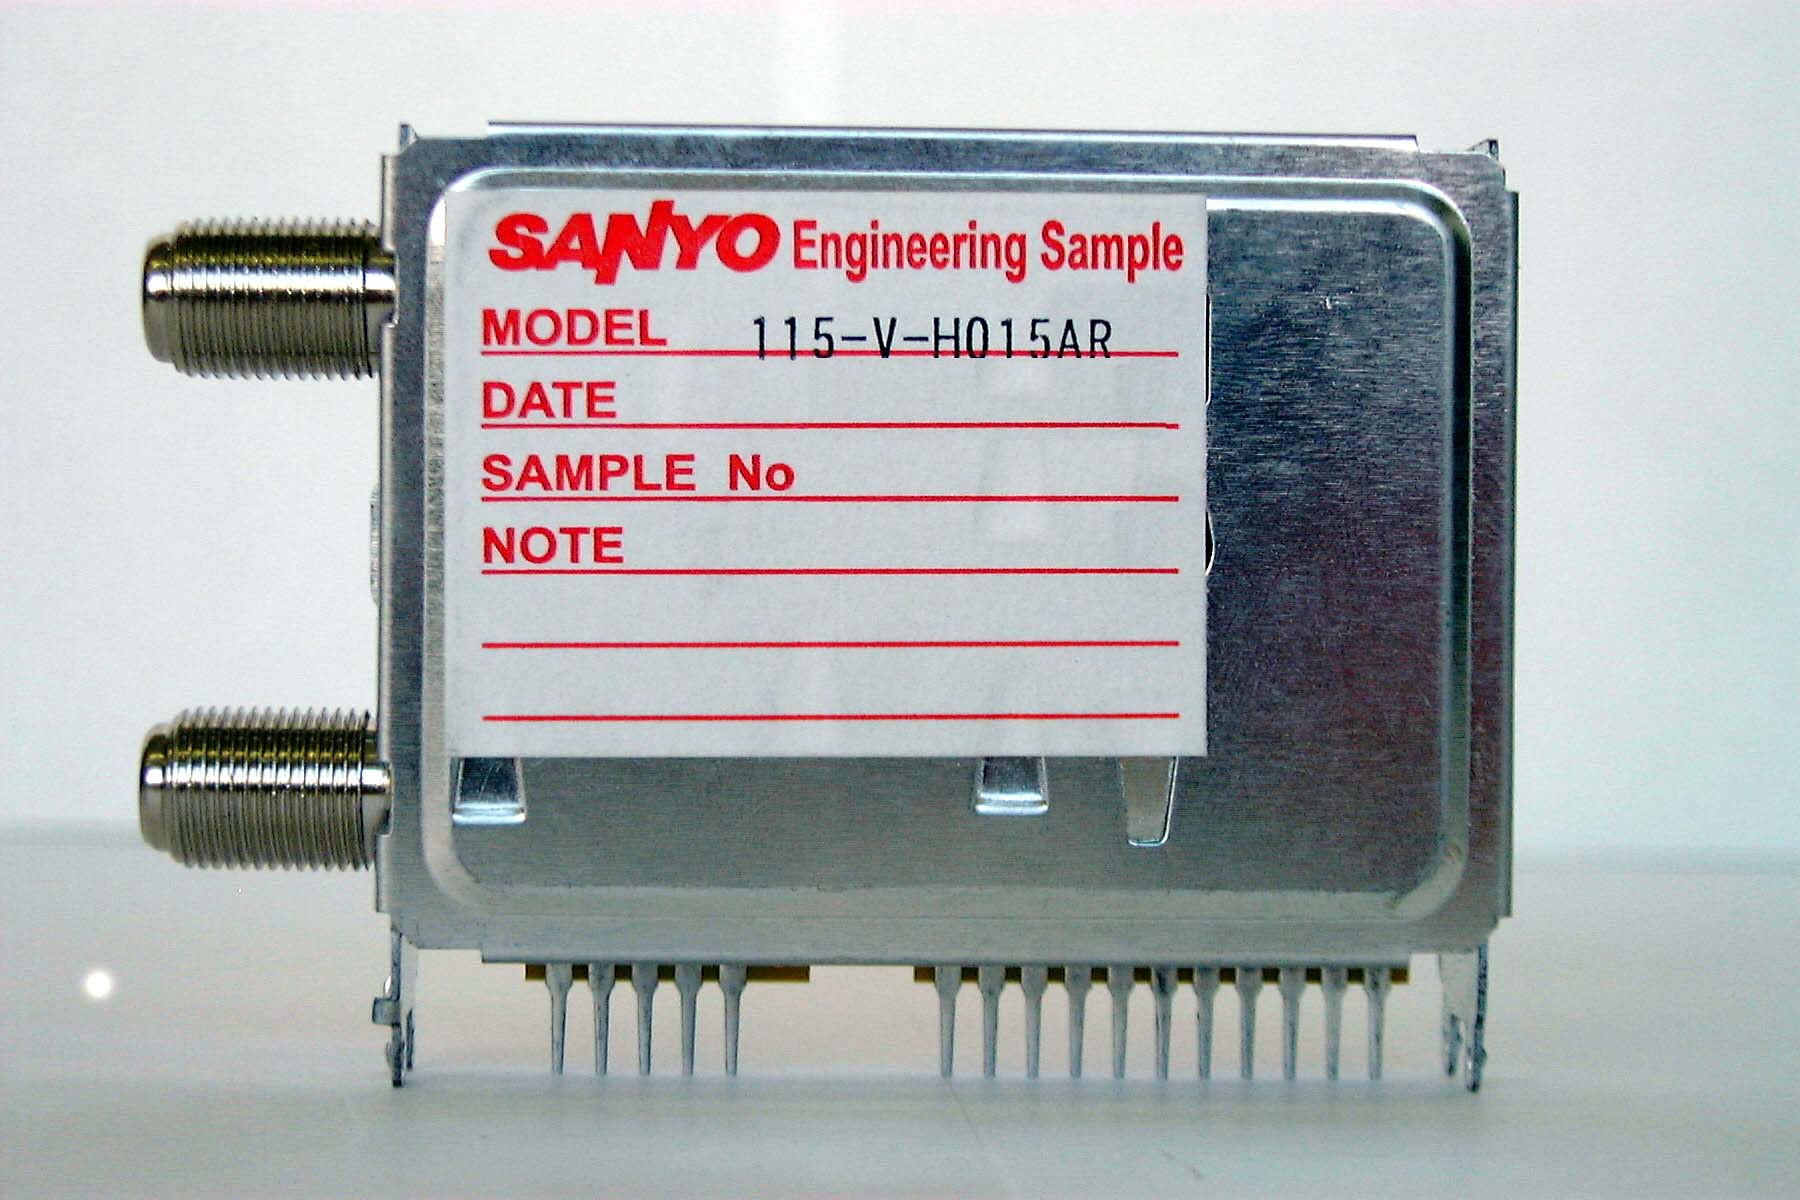 SANYO Engineering Sample
MODEL 115-V-H015AR
DATE
SAMPLE No
NOTE